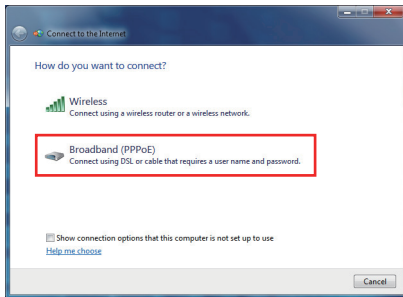 Connect to the Internet
How do you want to connect?
Wireless
Connect using a wireless router or a wireless network.
Broadband (PPPoE)
Connect using DSL or cable that requires a user name and password.
Show connection options that this computer is not set up to use
Help me choose
Cancel